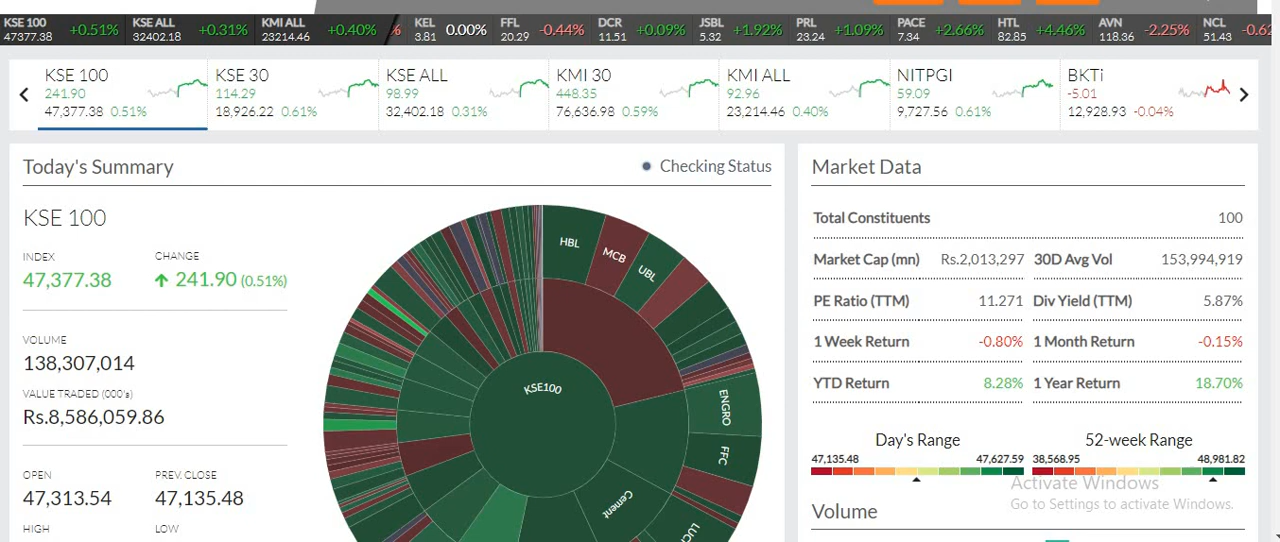 KSE 100 +0.51% KSE ALL +0.31% KMI ALL +0.40% % KEL 0.00% FFL -0.44% DCR +0.09% JSBL +1.92% PRL +1.09% PACE +2.66% HTL +4.46% AVN -2.25% NCL -0.62
47377.38 32402.18 23214.46 3.81 20.29 11.51 5.32 23.24 7.34 82.85 118.36 51.43
KSE 100 KSE 30 KSE ALL KMI 30 KMI ALL NITPGI BKTi
241.90 114.29 98.99 448.35 92.96 59.09 -5.01
47,377.38 0.51% 18,926.22 0.61% 32,402.18 0.31% 76,636.98 0.59% 23,214.46 0.40% 9,727.56 0.61% 12,928.93 -0.04%
Today's Summary Checking Status
KSE 100
INDEX CHANGE
47,377.38 241.90 (0.51%)
VOLUME
138,307,014
VALUE TRADED (000's)
Rs.8,586,059.86
OPEN PREV. CLOSE
47,313.54 47,135.48
HIGH LOW
HBL
MCB
UBL
KSE100
ENGRO
FFC
Cement
LUC
Market Data
Total Constituents 100
Market Cap (mn) Rs.2,013,297 30D Avg Vol 153,994,919
PE Ratio (TTM) 11.271 Div Yield (TTM) 5.87%
1 Week Return -0.80% 1 Month Return -0.15%
YTD Return 8.28% 1 Year Return 18.70%
Day's Range 52-week Range
47,135.48 47,627.59 38,568.95 48,981.82
Activate Windows
Go to Settings to activate Windows.
Volume